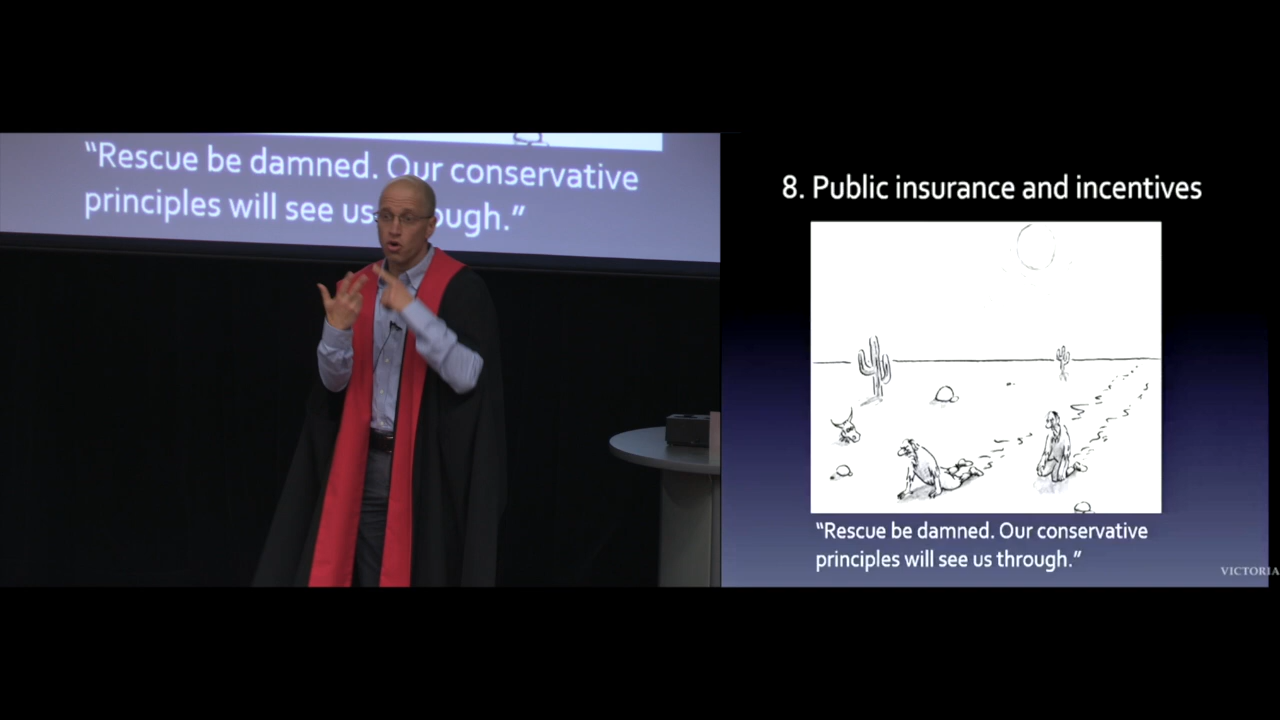 “Rescue be damned. Our conservative
principles will see us ough.”
8. Public insurance and incentives
“Rescue be damned. Our conservative
principles will see us through.”
VICTORIA